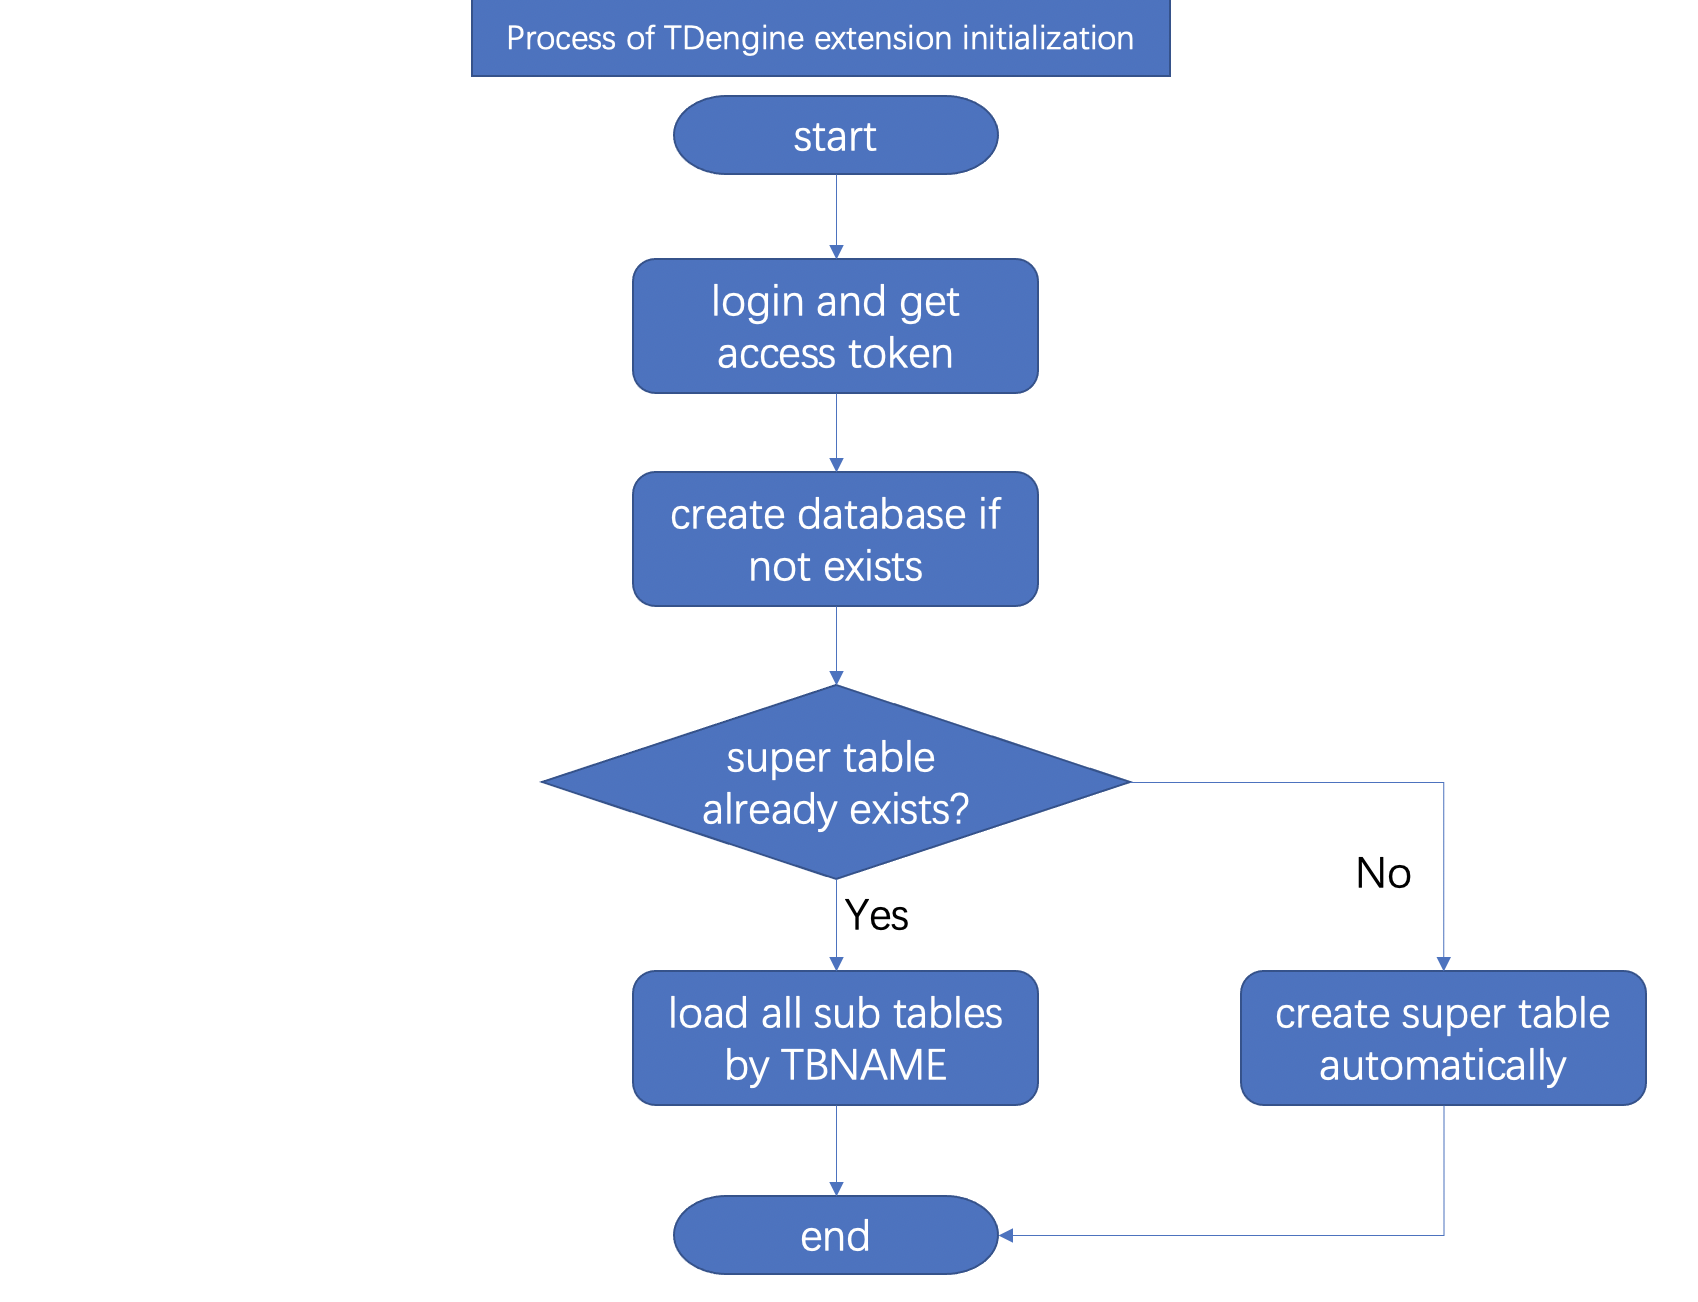 Process of TDengine extension initialization
start
login and get
access token
create database if
not exists
super table
already exists?
No
Yes
load all sub tables
by TBNAME
create super table
automatically
end